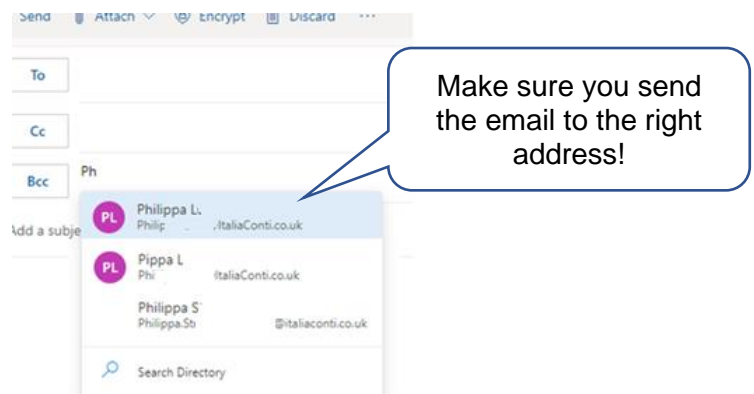 Send Attach Encrypt Discard ...
To
Cc
Bcc Ph
Add a subje
PL Philippa
ItaliaConti.co.uk
PL Pippa L
ItaliaConti.co.uk
Philippa S
@italiaconti.co.uk
Search Directory
Make sure you send
the email to the right
address!